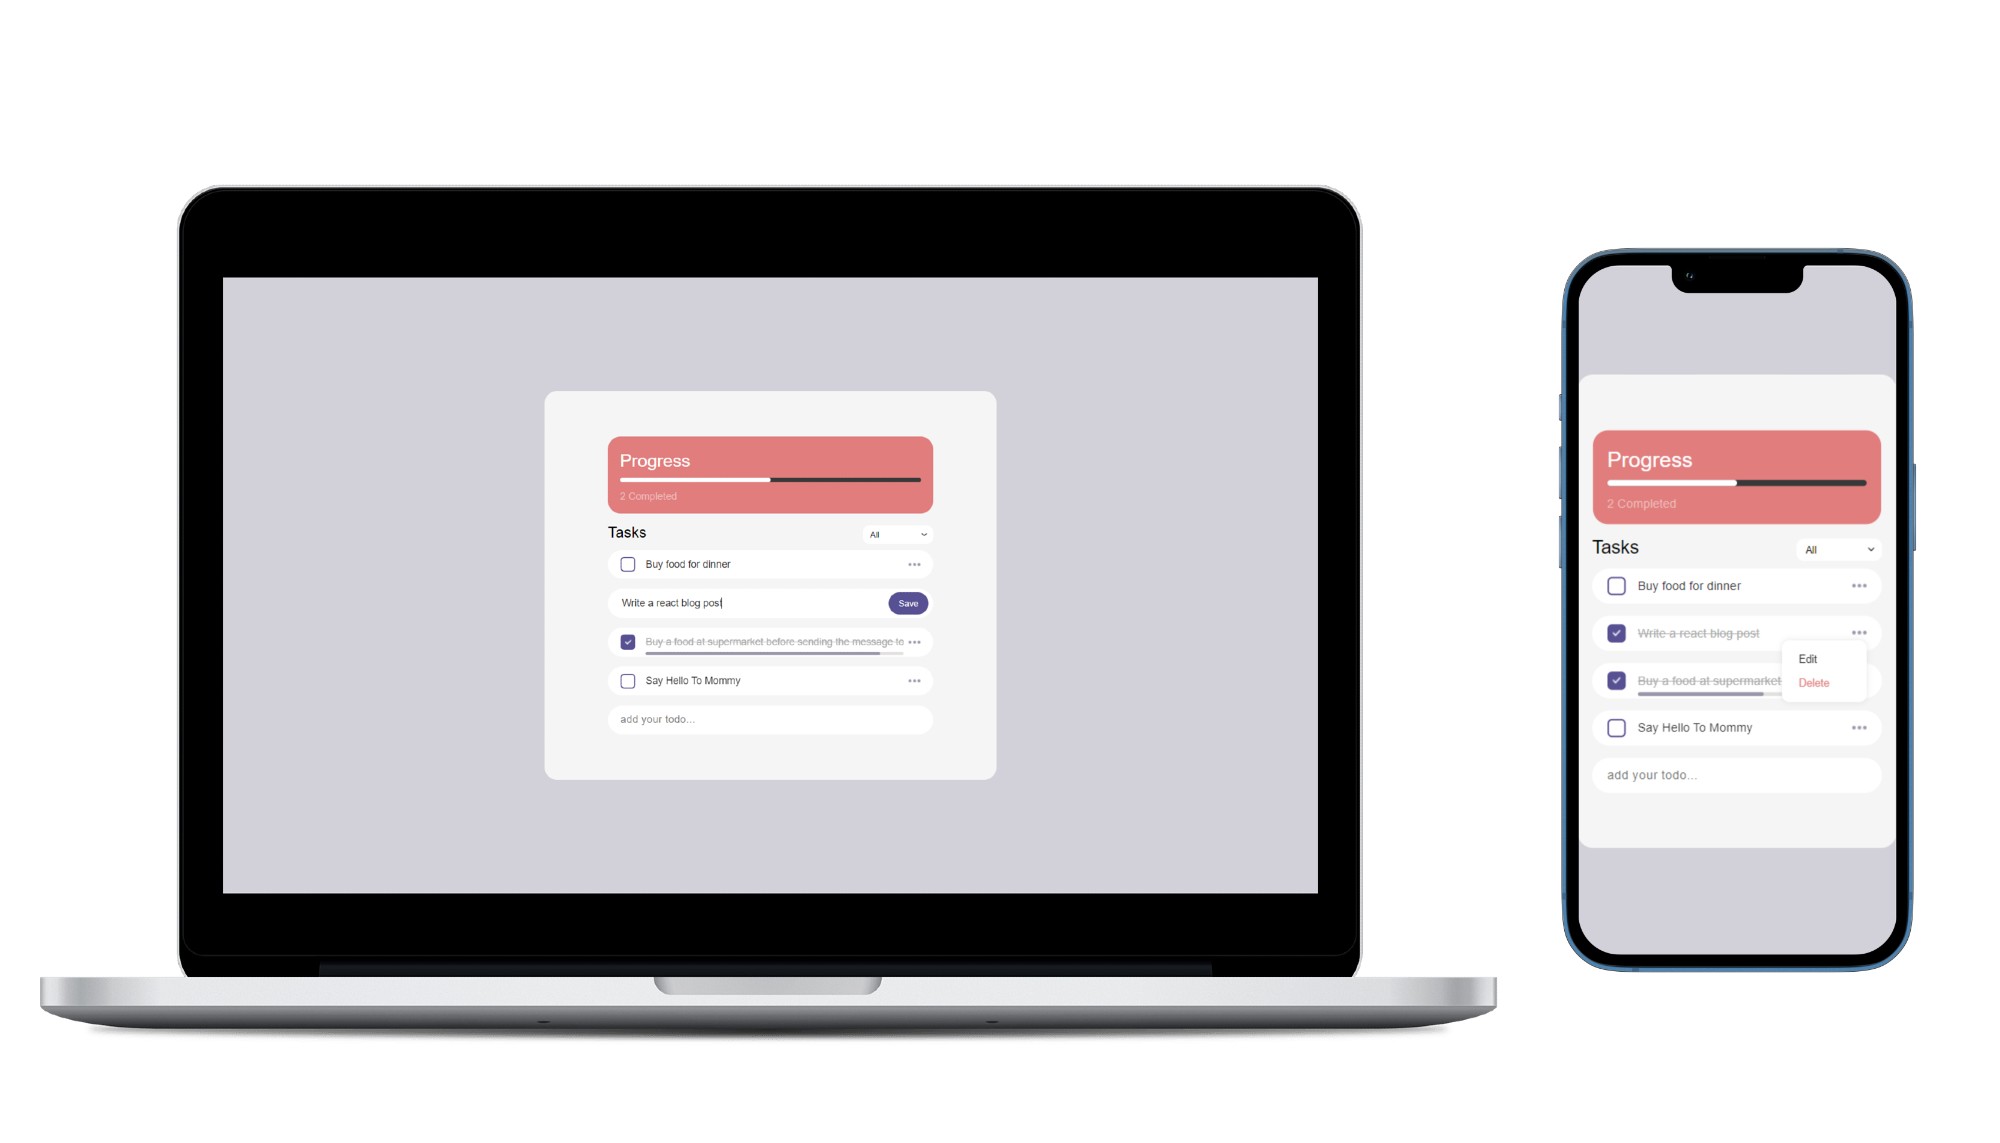 Progress
2 Completed
Tasks
All
Buy food for dinner
Write a react blog post
Save
Buy a food at supermarket before sending the message to
Say Hello To Mommy
add your todo...
Progress
2 Completed
Tasks
All
Buy food for dinner
Write a react blog post
Edit
Buy a food at supermarket
Delete
Say Hello To Mommy
add your todo...